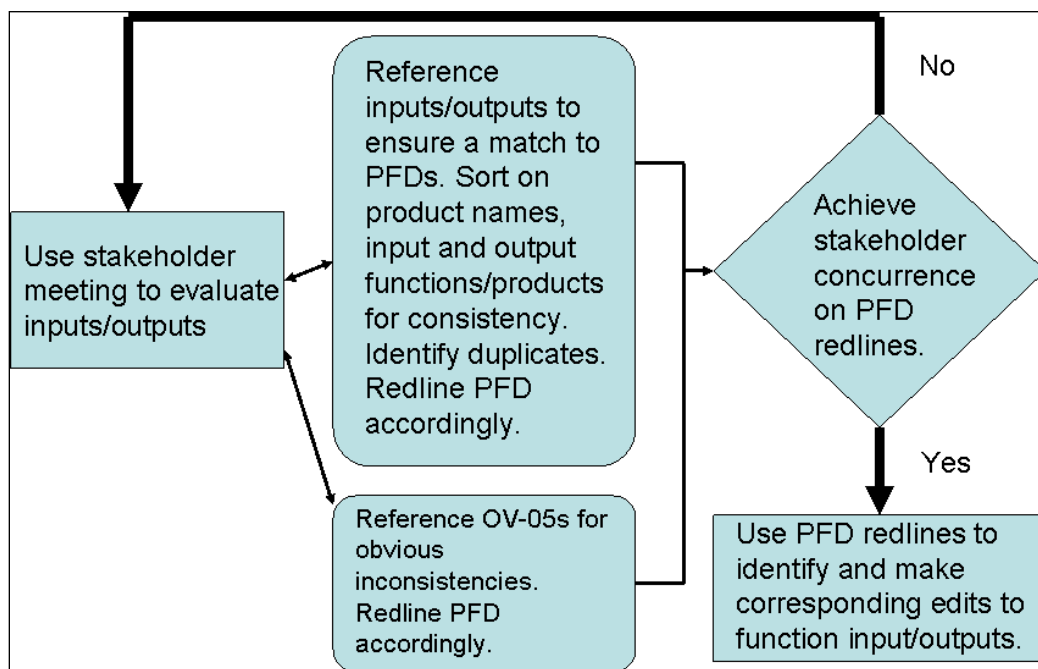 Use stakeholder
meeting to evaluate
inputs/outputs
Reference
inputs/outputs to
ensure a match to
PFDs. Sort on
product names,
input and output
functions/products
for consistency.
Identify duplicates.
Redline PFD
accordingly.
Reference OV-05s for
obvious
inconsistencies.
Redline PFD
accordingly.
No
Achieve
stakeholder
concurrence
on PFD
redlines.
Yes
Use PFD redlines to
identify and make
corresponding edits to
function input/outputs.